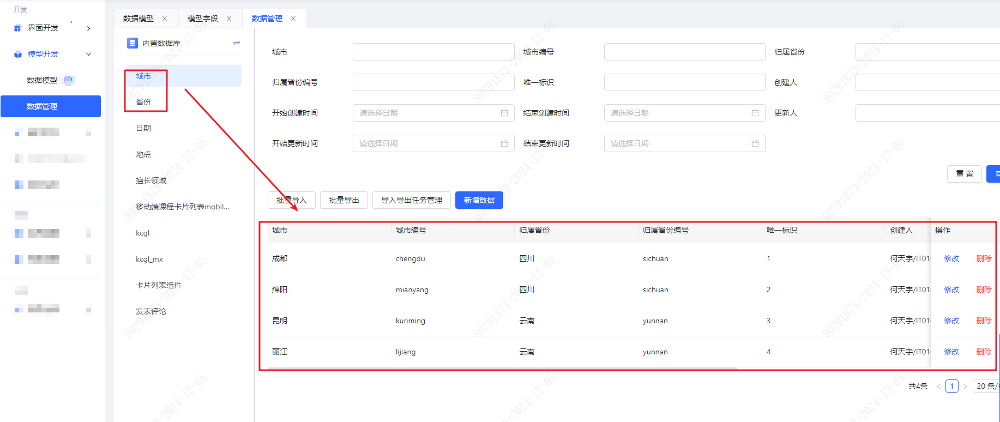 开发
界面开发
模型开发
数据模型
数据管理
数据模型 模型字段 数据管理
内置数据库
城市
省份
日期
地点
擅长领域
移动端课程卡片列表mobil...
kcgl
kcgl_mx
卡片列表组件
发表评论
城市 城市编号 归属省份
归属省份编号 唯一标识 创建人
开始创建时间 请选择日期 结束创建时间 请选择日期 更新人
开始更新时间 请选择日期 结束更新时间 请选择日期
重 置
批量导入 批量导出 导入导出任务管理 新增数据
城市 城市编号 归属省份 归属省份编号 唯一标识 创建人 操作
成都 chengdu 四川 sichuan 1 何天宇/IT01 修改 删除
绵阳 mianyang 四川 sichuan 2 何天宇/IT01 修改 删除
昆明 kunming 云南 yunnan 3 何天宇/IT01 修改 删除
丽江 lijiang 云南 yunnan 4 何天宇/IT01 修改 删除
共4条 < 1 > 20 条/
80291873-2024-12-05